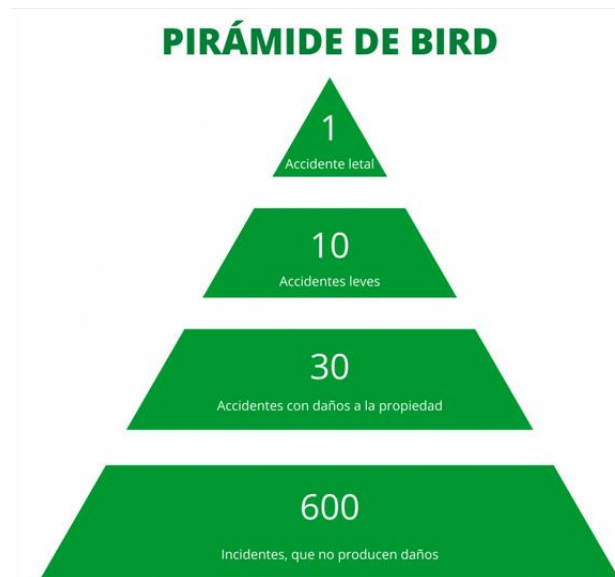 PIRÁMIDE DE BIRD
1
Accidente letal
10
Accidentes leves
30
Accidentes con daños a la propiedad
600
Incidentes, que no producen daños